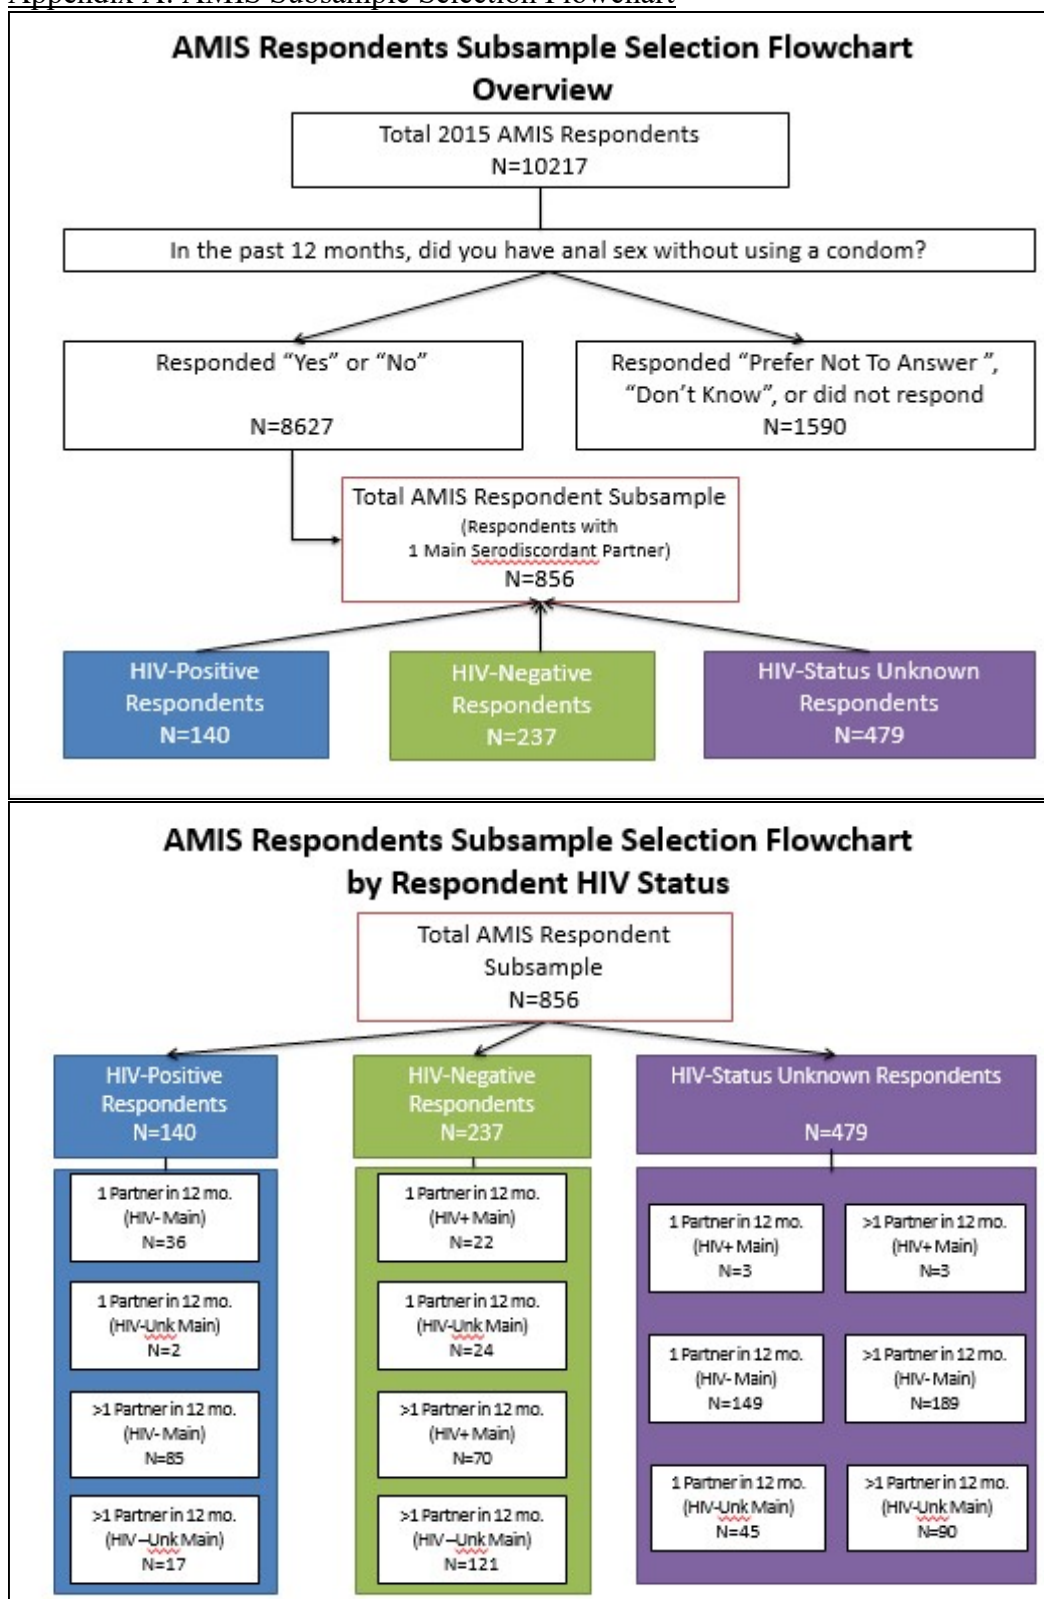 Appendix A: AMIS Subsample Selection Flowchart
AMIS Respondents Subsample Selection Flowchart
Overview
Total 2015 AMIS Respondents
N=10217
In the past 12 months, did you have anal sex without using a condom?
Responded “Yes” or “No”
N=8627
Responded “Prefer Not To Answer ”,
“Don’t Know”, or did not respond
N=1590
Total AMIS Respondent Subsample
(Respondents with
1 Main Serodiscordant Partner)
N=856
HIV-Positive
Respondents
N=140
HIV-Negative
Respondents
N=237
HIV-Status Unknown
Respondents
N=479
AMIS Respondents Subsample Selection Flowchart
by Respondent HIV Status
Total AMIS Respondent
Subsample
N=856
HIV-Positive
Respondents
N=140
1 Partner in 12 mo.
(HIV- Main)
N=36
1 Partner in 12 mo.
(HIV-Unk Main)
N=2
>1 Partner in 12 mo.
(HIV- Main)
N=85
>1 Partner in 12 mo.
(HIV –Unk Main)
N=17
HIV-Negative
Respondents
N=237
1 Partner in 12 mo.
(HIV+ Main)
N=22
1 Partner in 12 mo.
(HIV-Unk Main)
N=24
>1 Partner in 12 mo.
(HIV+ Main)
N=70
>1 Partner in 12 mo.
(HIV –Unk Main)
N=121
HIV-Status Unknown Respondents
N=479
1 Partner in 12 mo.
(HIV+ Main)
N=3
>1 Partner in 12 mo.
(HIV+ Main)
N=3
1 Partner in 12 mo.
(HIV- Main)
N=149
>1 Partner in 12 mo.
(HIV- Main)
N=189
1 Partner in 12 mo.
(HIV-Unk Main)
N=45
>1 Partner in 12 mo.
(HIV-Unk Main)
N=90